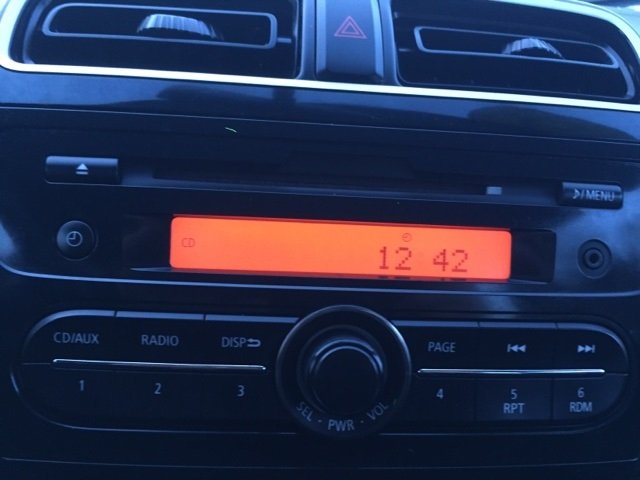 ♪/MENU
CD 12 42
CD/AUX RADIO DISP PAGE
1 2 3 4 5 6
RPT RDM
SEL · PWR · VOL